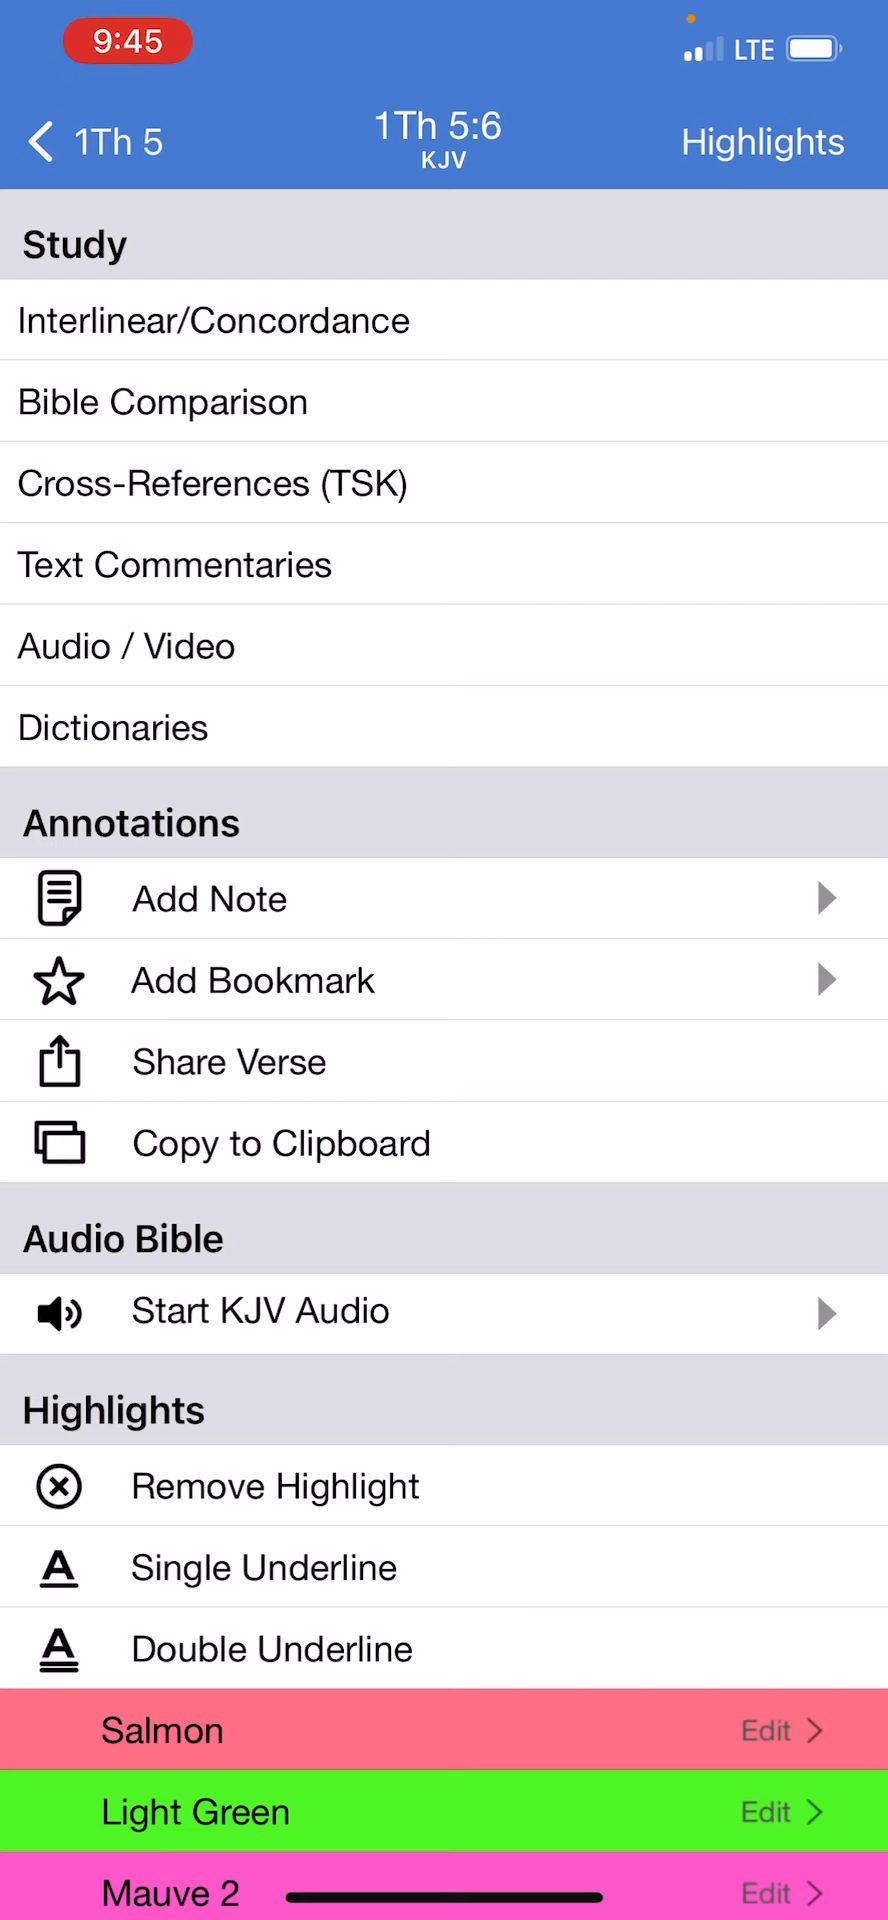 9:45
LTE
1Th 5
1Th 5:6
KJV
Highlights
Study
Interlinear/Concordance
Bible Comparison
Cross-References (TSK)
Text Commentaries
Audio / Video
Dictionaries
Annotations
Add Note
Add Bookmark
Share Verse
Copy to Clipboard
Audio Bible
Start KJV Audio
Highlights
Remove Highlight
A Single Underline
A Double Underline
Salmon Edit
Light Green Edit
Mauve 2 Edit